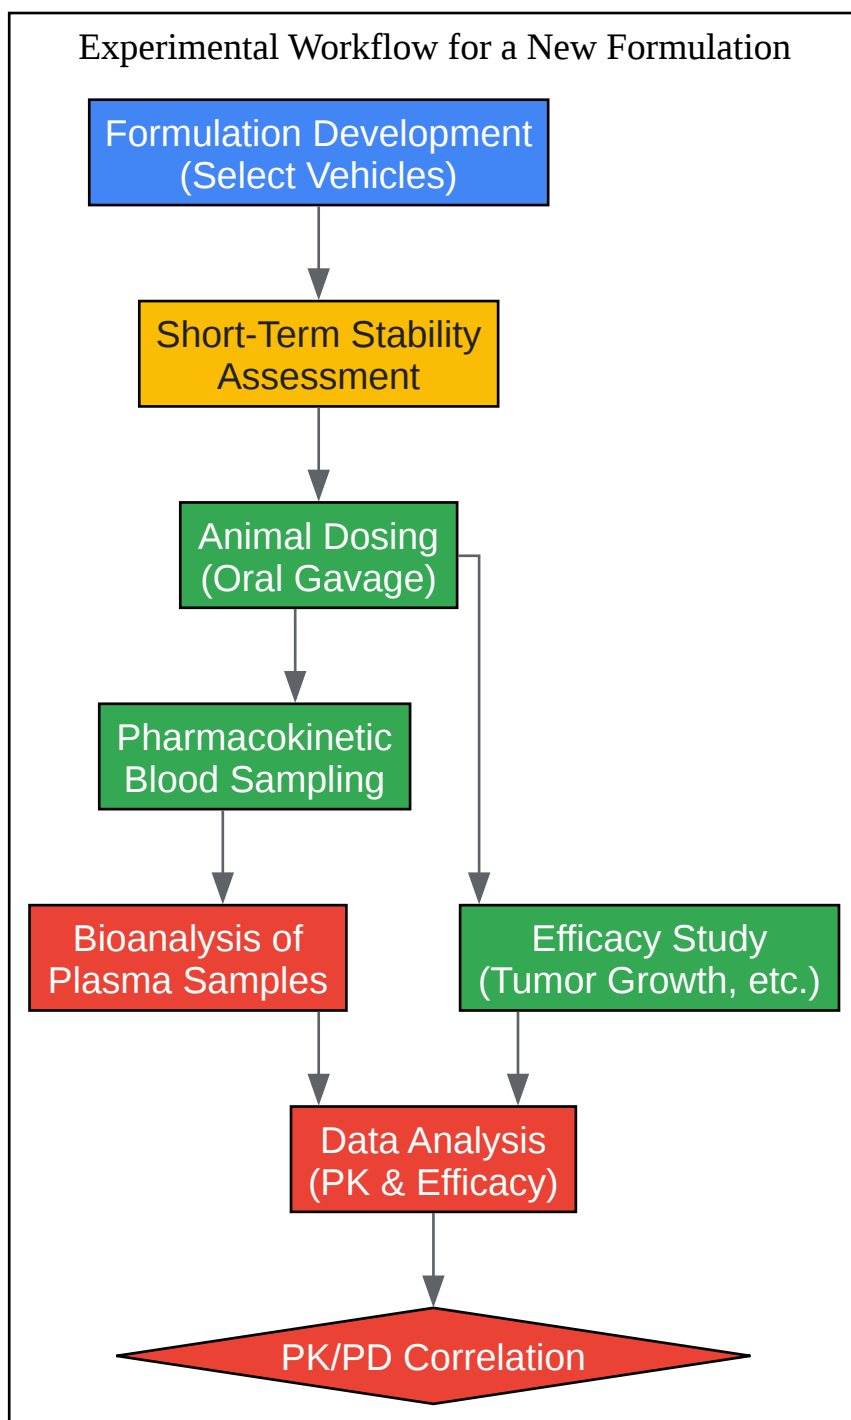 Experimental Workflow for a New Formulation
Formulation Development
(Select Vehicles)
Short-Term Stability
Assessment
Animal Dosing
(Oral Gavage)
Pharmacokinetic
Blood Sampling
Bioanalysis of
Plasma Samples
Efficacy Study
(Tumor Growth, etc.)
Data Analysis
(PK & Efficacy)
PK/PD Correlation